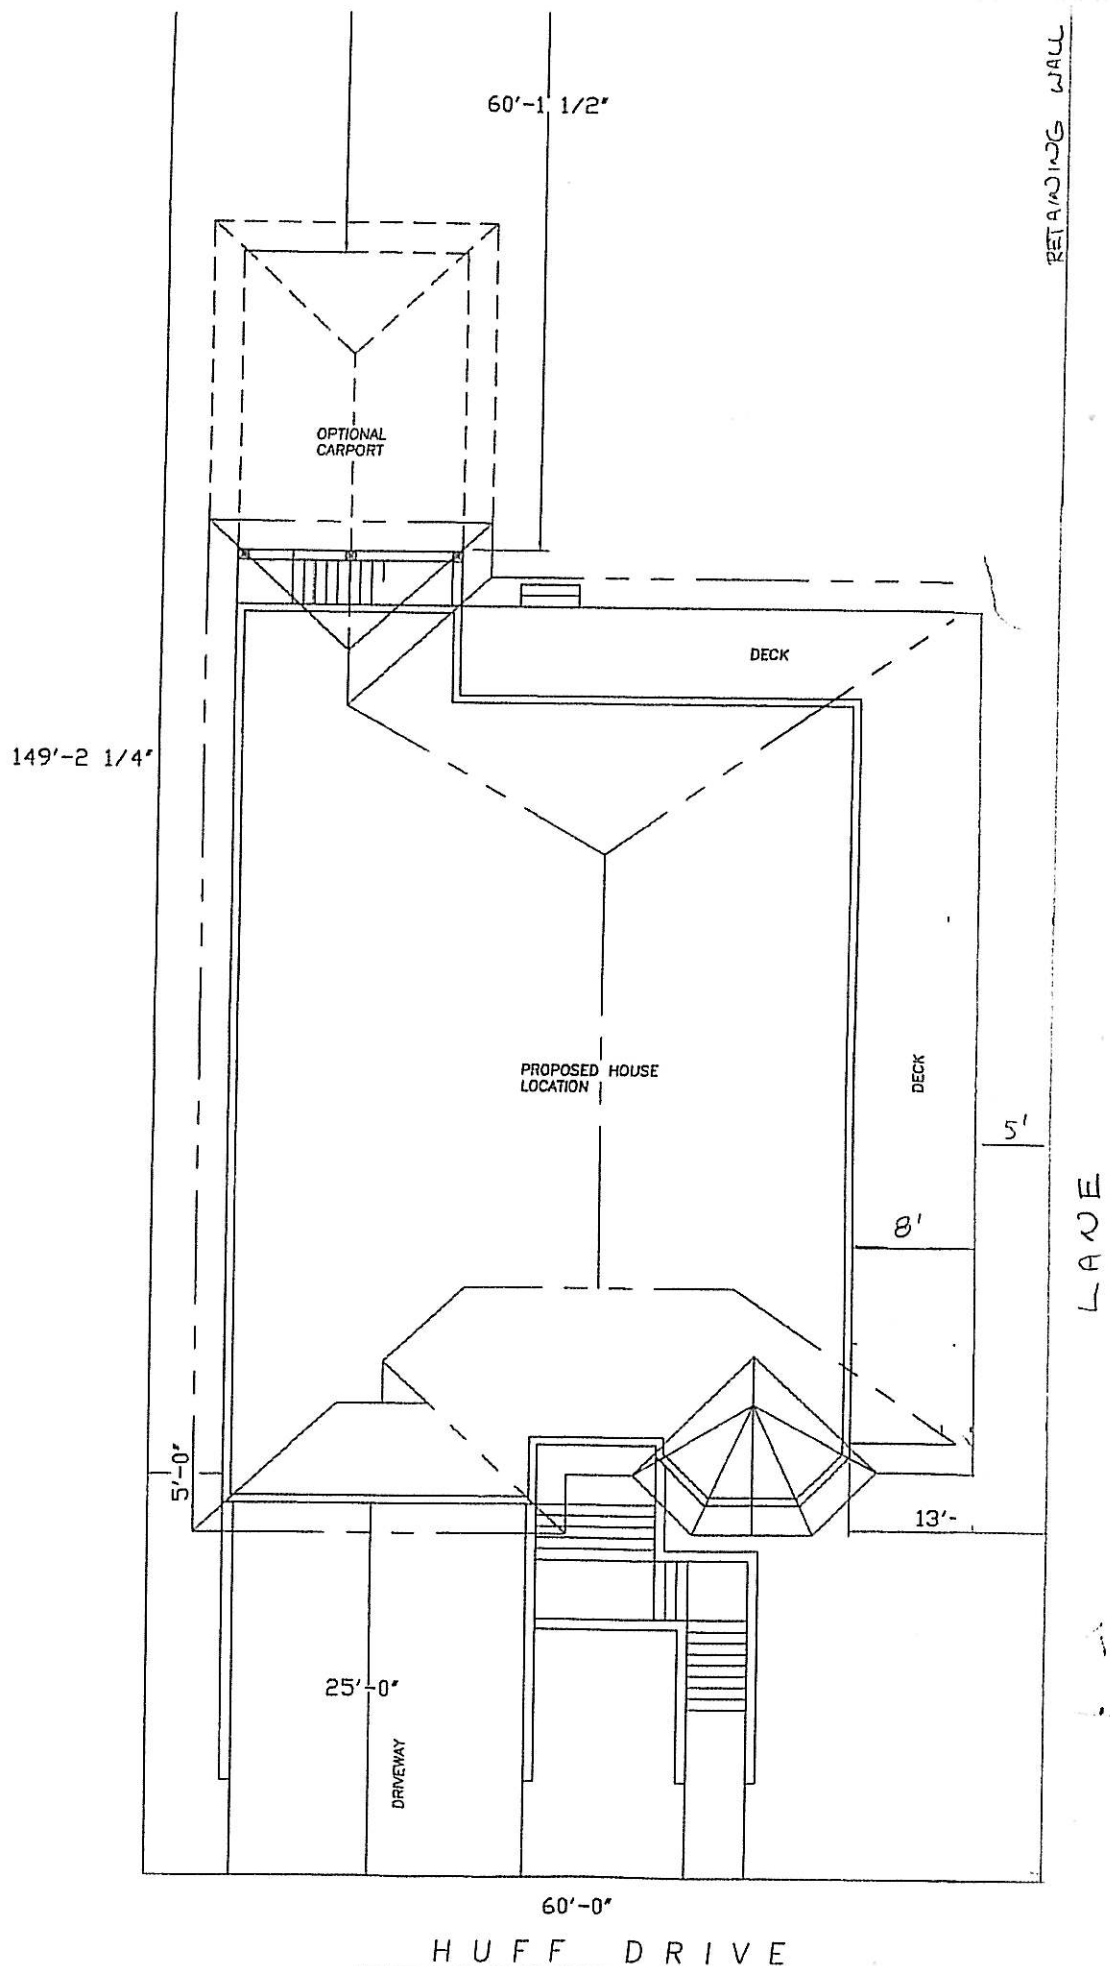 RETAINING WALL
60'-1 1/2"
OPTIONAL
CARPORT
DECK
149'-2 1/4"
PROPOSED HOUSE
LOCATION
DECK
5'
LANE
8'
5'-0"
13'-
25'-0"
DRIVEWAY
60'-0"
HUFF DRIVE